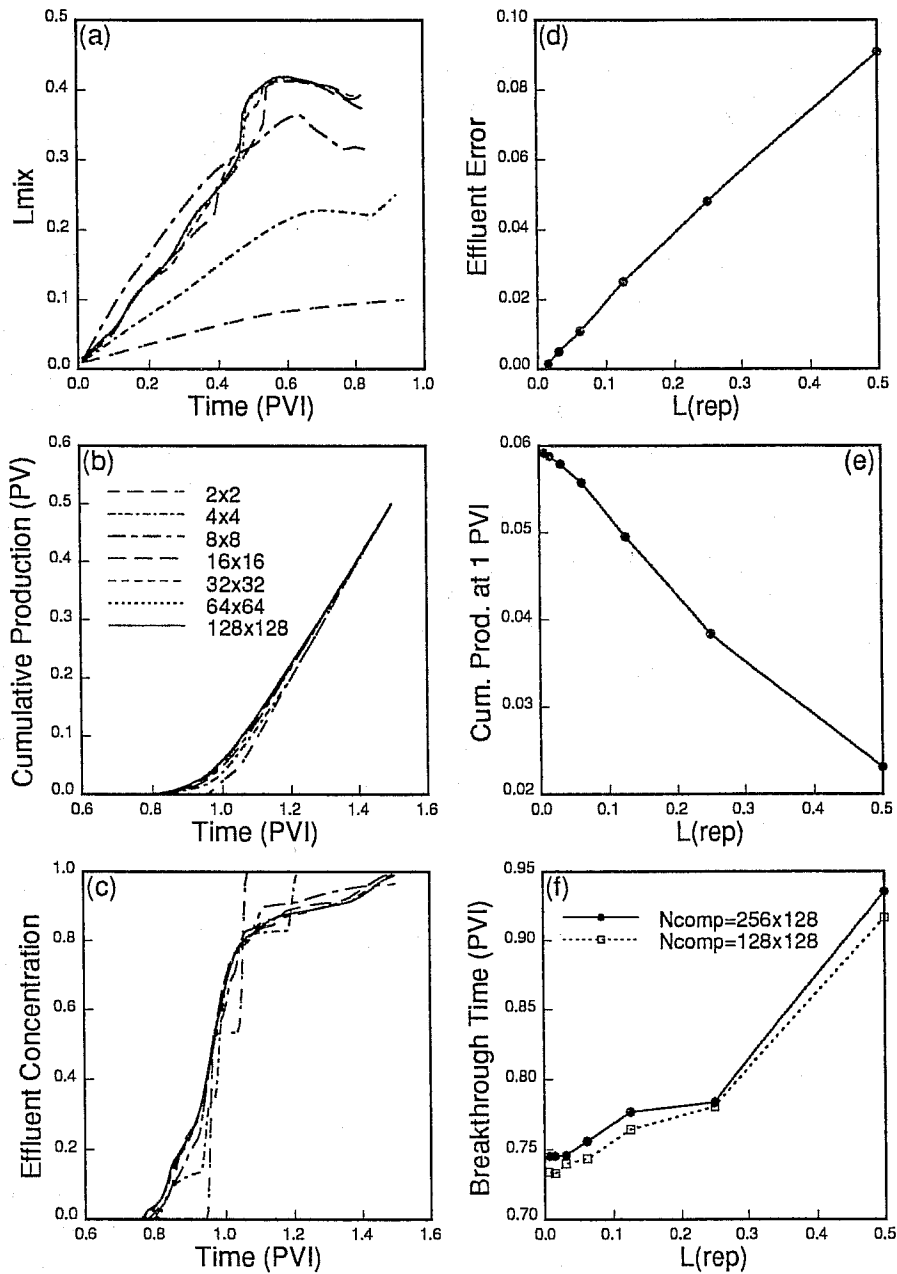 (a)
Lmix
0.5
0.4
0.3
0.2
0.1
0.0
0.0 0.2 0.4 0.6 0.8 1.0
Time (PVI)
(d)
Effluent Error
0.10
0.08
0.06
0.04
0.02
0.00
0.0 0.1 0.2 0.3 0.4 0.5
L(rep)
(b)
Cumulative Production (PV)
0.6
0.5
0.4
0.3
0.2
0.1
0.0
2x2
4x4
8x8
16x16
32x32
64x64
128x128
0.6 0.8 1.0 1.2 1.4 1.6
Time (PVI)
(e)
Cum. Prod. at 1 PVI
0.06
0.05
0.04
0.03
0.02
0.0 0.1 0.2 0.3 0.4 0.5
L(rep)
(c)
Effluent Concentration
1.0
0.8
0.6
0.4
0.2
0.0
0.6 0.8 1.0 1.2 1.4 1.6
Time (PVI)
(f)
Breakthrough Time (PVI)
0.95
0.90
0.85
0.80
0.75
0.70
Ncomp=256x128
Ncomp=128x128
0.0 0.1 0.2 0.3 0.4 0.5
L(rep)